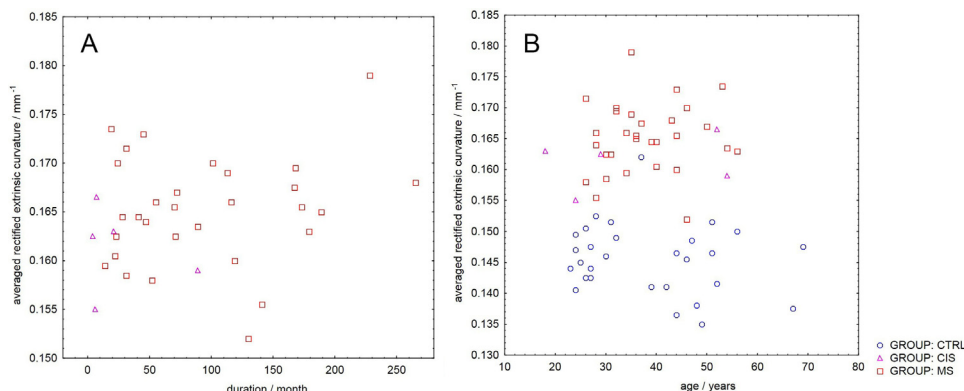 A
averaged rectified extrinsic curvature / mm⁻¹
0.185
0.180
0.175
0.170
0.165
0.160
0.155
0.150
0 50 100 150 200 250
duration / month
B
averaged rectified extrinsic curvature / mm⁻¹
0.185
0.180
0.175
0.170
0.165
0.160
0.155
0.150
0.145
0.140
0.135
0.130
10 20 30 40 50 60 70 80
age / years
GROUP: CTRL
GROUP: CIS
GROUP: MS